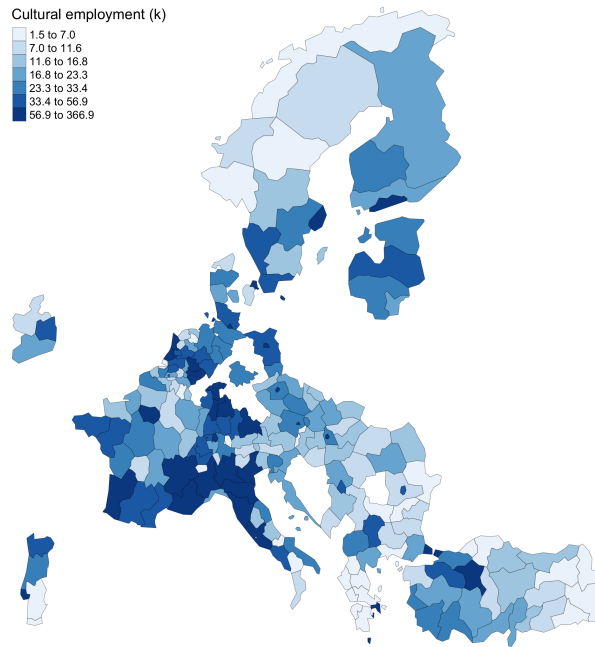 Cultural employment (k)
1.5 to 7.0
7.0 to 11.6
11.6 to 16.8
16.8 to 23.3
23.3 to 33.4
33.4 to 56.9
56.9 to 366.9